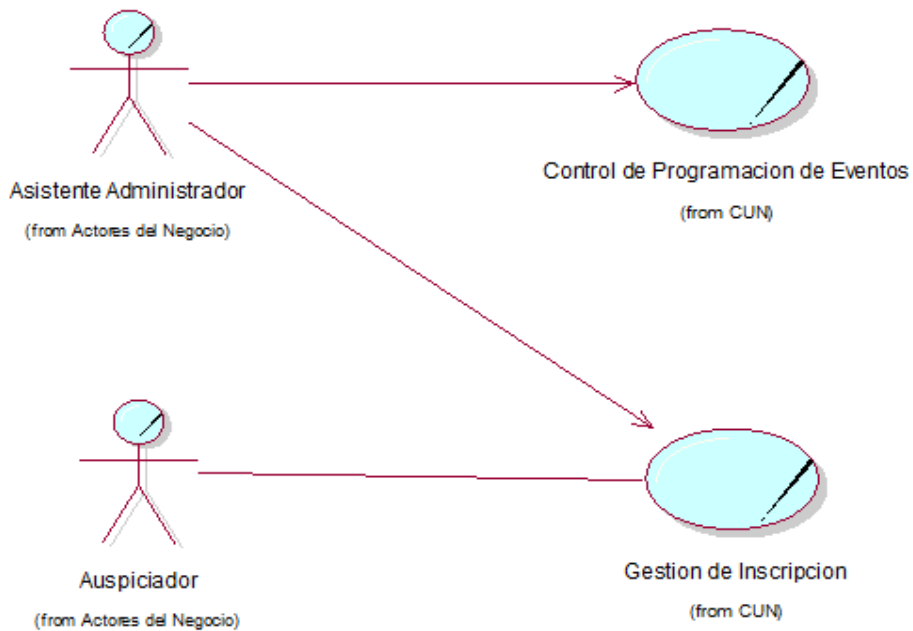 Asistente Administrador
(from Actores del Negocio)
Control de Programacion de Eventos
(from CUN)
Auspiciador
(from Actores del Negocio)
Gestion de Inscripcion
(from CUN)